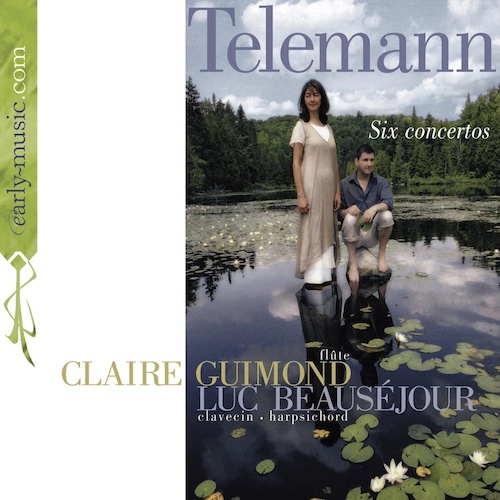 Telemann
Six concertos
early-music.com
flûte
CLAIRE GUIMOND
LUC BEAUSÉJOUR
clavecin · harpsichord